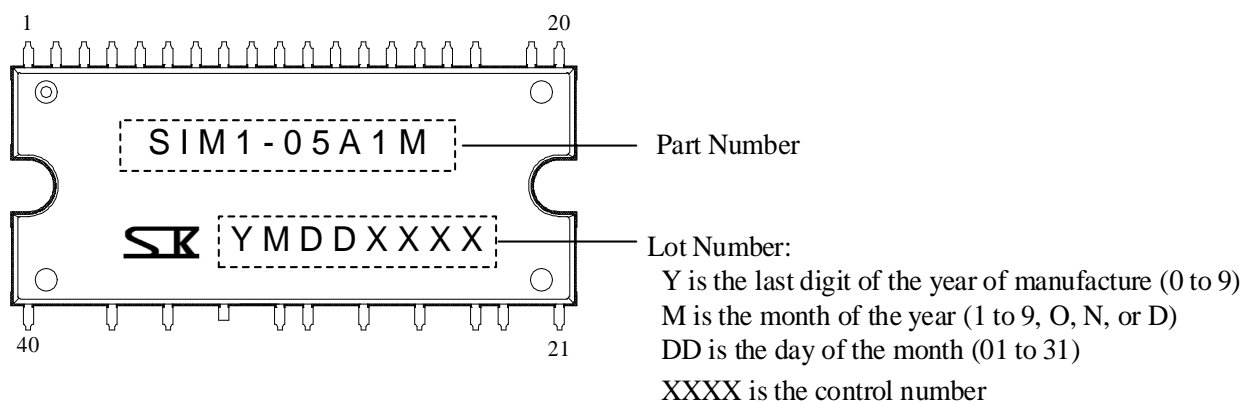 1 20
SIM1-05A1M
Part Number
SK YMDDXXXX
Lot Number:
Y is the last digit of the year of manufacture (0 to 9)
M is the month of the year (1 to 9, O, N, or D)
DD is the day of the month (01 to 31)
XXXX is the control number
40 21